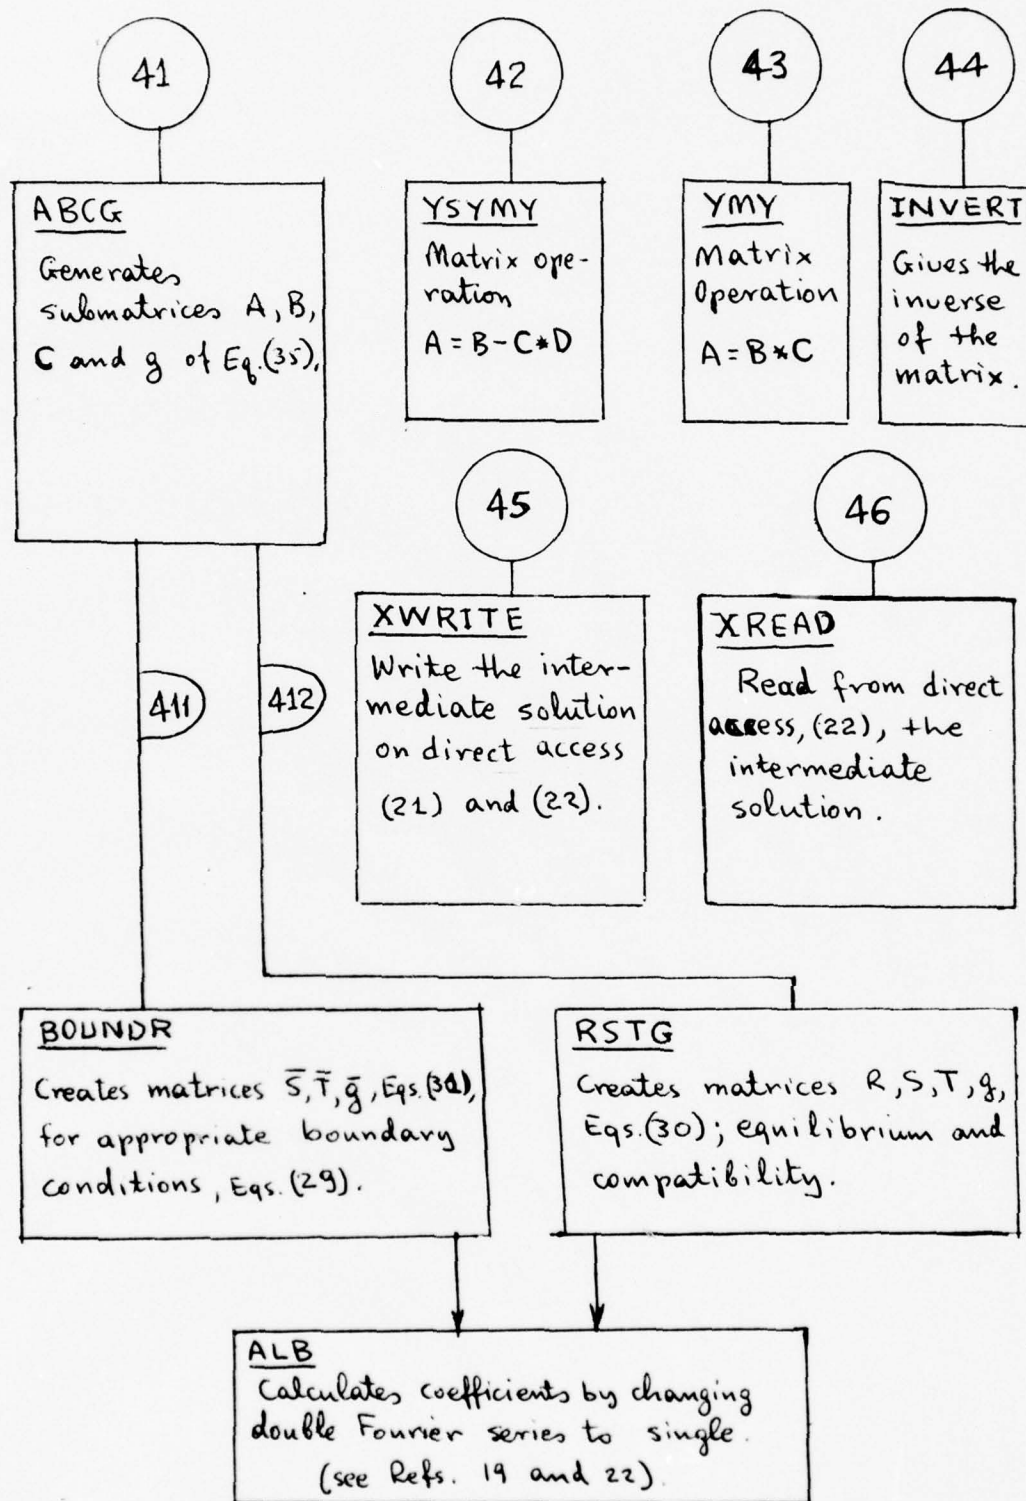 41
42
43
44
ABCG
Generates
submatrices A, B,
C and g of Eq.(35).
YSYMY
Matrix ope-
ration
A = B - C * D
YMY
Matrix
Operation
A = B * C
INVERT
Gives the
inverse
of the
matrix.
45
46
XWRITE
Write the inter-
mediate solution
on direct access
(21) and (22).
XREAD
Read from direct
access, (22), the
intermediate
solution.
411
412
BOUNDR
Creates matrices S̄, T̄, ḡ, Eqs.
for appropriate boundary
conditions, Eqs. (29).
RSTG
Creates matrices R, S, T, g,
Eqs.(30); equilibrium and
compatibility.
ALB
Calculates coefficients by changing
double Fourier series to single.
(see Refs. 19 and 22).